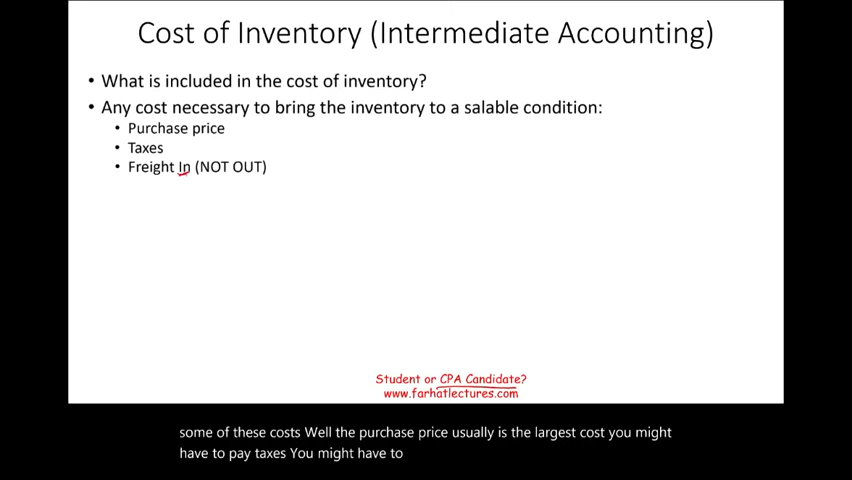 Cost of Inventory (Intermediate Accounting)
• What is included in the cost of inventory?
• Any cost necessary to bring the inventory to a salable condition:
• Purchase price
• Taxes
• Freight In (NOT OUT)
Student or CPA Candidate?
www.farhatlectures.com
some of these costs Well the purchase price usually is the largest cost you might
have to pay taxes You might have to